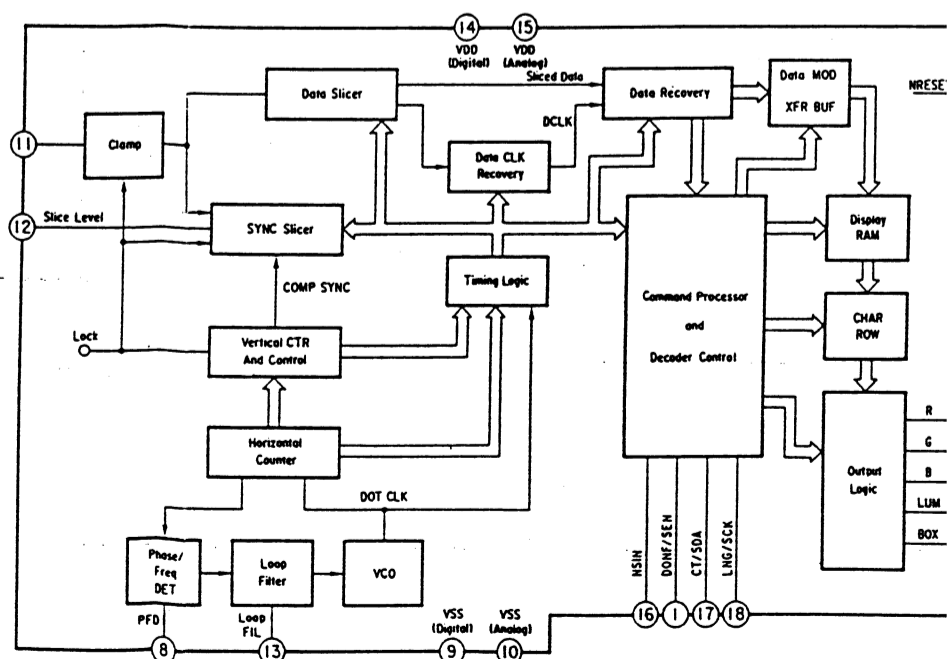 14
15
VDD
(Digital)
VDD
(Analog)
Data Slicer
Sliced Data
Data Recovery
Data MOD
XFR BUF
NRESET
11
Clamp
DCLK
Data CLK
Recovery
12
Slice Level
SYNC Slicer
Display
RAM
COMP SYNC
Timing Logic
Command Processor
and
Decoder Control
CHAR
ROW
Lock
Vertical CTR
And Control
Horizontal
Counter
R
G
B
LUM
BOX
Output
Logic
DOT CLK
Phase/
Freq
DET
Loop
Filter
VCO
NSIN
DONF/SEN
CT/SDA
LNG/SCK
PFD
Loop
FIL
VSS
(Digital)
VSS
(Analog)
16
1
17
18
8
13
9
10